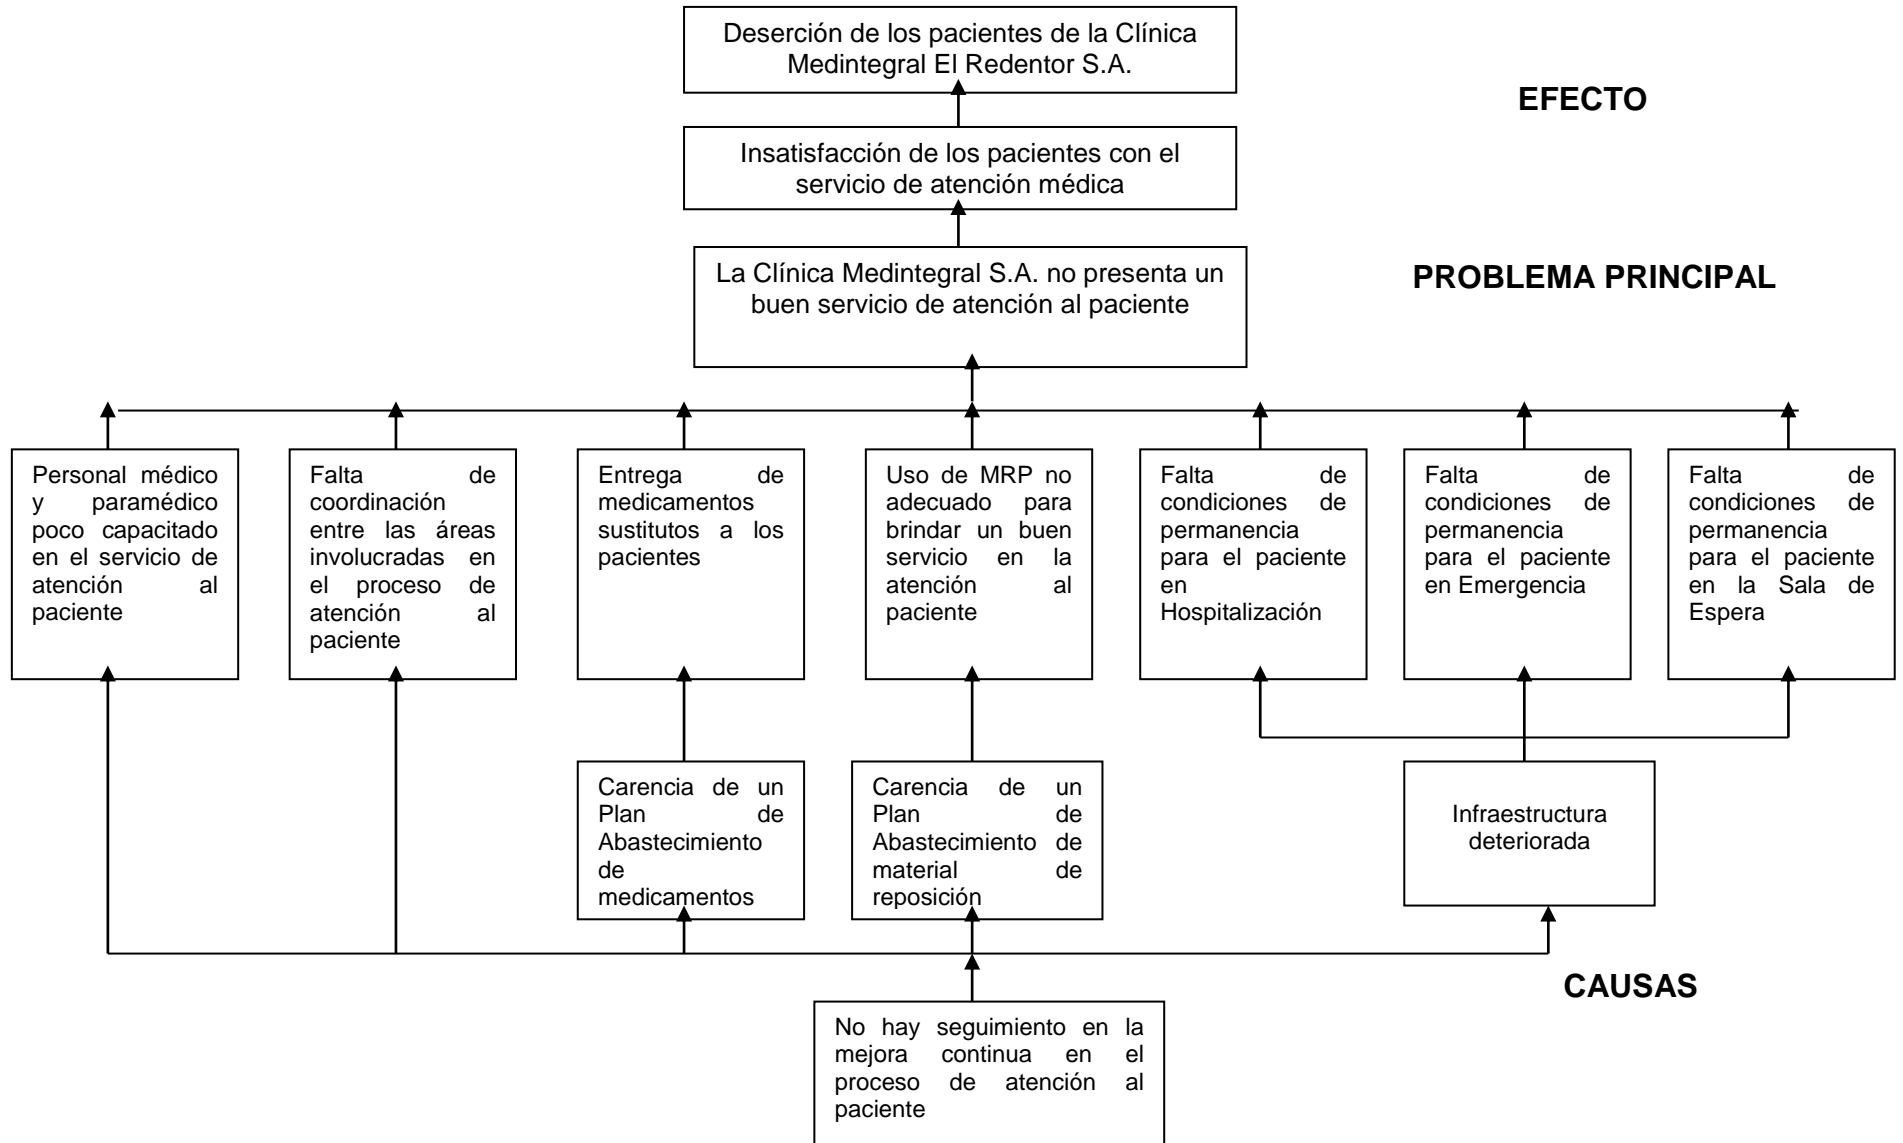 Deserción de los pacientes de la Clínica
Medintegral El Redentor S.A.
EFECTO
Insatisfacción de los pacientes con el
servicio de atención médica
La Clínica Medintegral S.A. no presenta un
buen servicio de atención al paciente
PROBLEMA PRINCIPAL
Personal médico
y paramédico
poco capacitado
en el servicio de
atención al
paciente
Falta de
coordinación
entre las áreas
involucradas en
el proceso de
atención al
paciente
Entrega de
medicamentos
sustitutos a los
pacientes
Uso de MRP no
adecuado para
brindar un buen
servicio en la
atención al
paciente
Falta de
condiciones de
permanencia
para el paciente
en
Hospitalización
Falta de
condiciones de
permanencia
para el paciente
en Emergencia
Falta de
condiciones de
permanencia
para el paciente
en la Sala de
Espera
Carencia de un
Plan de
Abastecimiento
de
medicamentos
Carencia de un
Plan de
Abastecimiento de
material de
reposición
Infraestructura
deteriorada
CAUSAS
No hay seguimiento en la
mejora continua en el
proceso de atención al
paciente